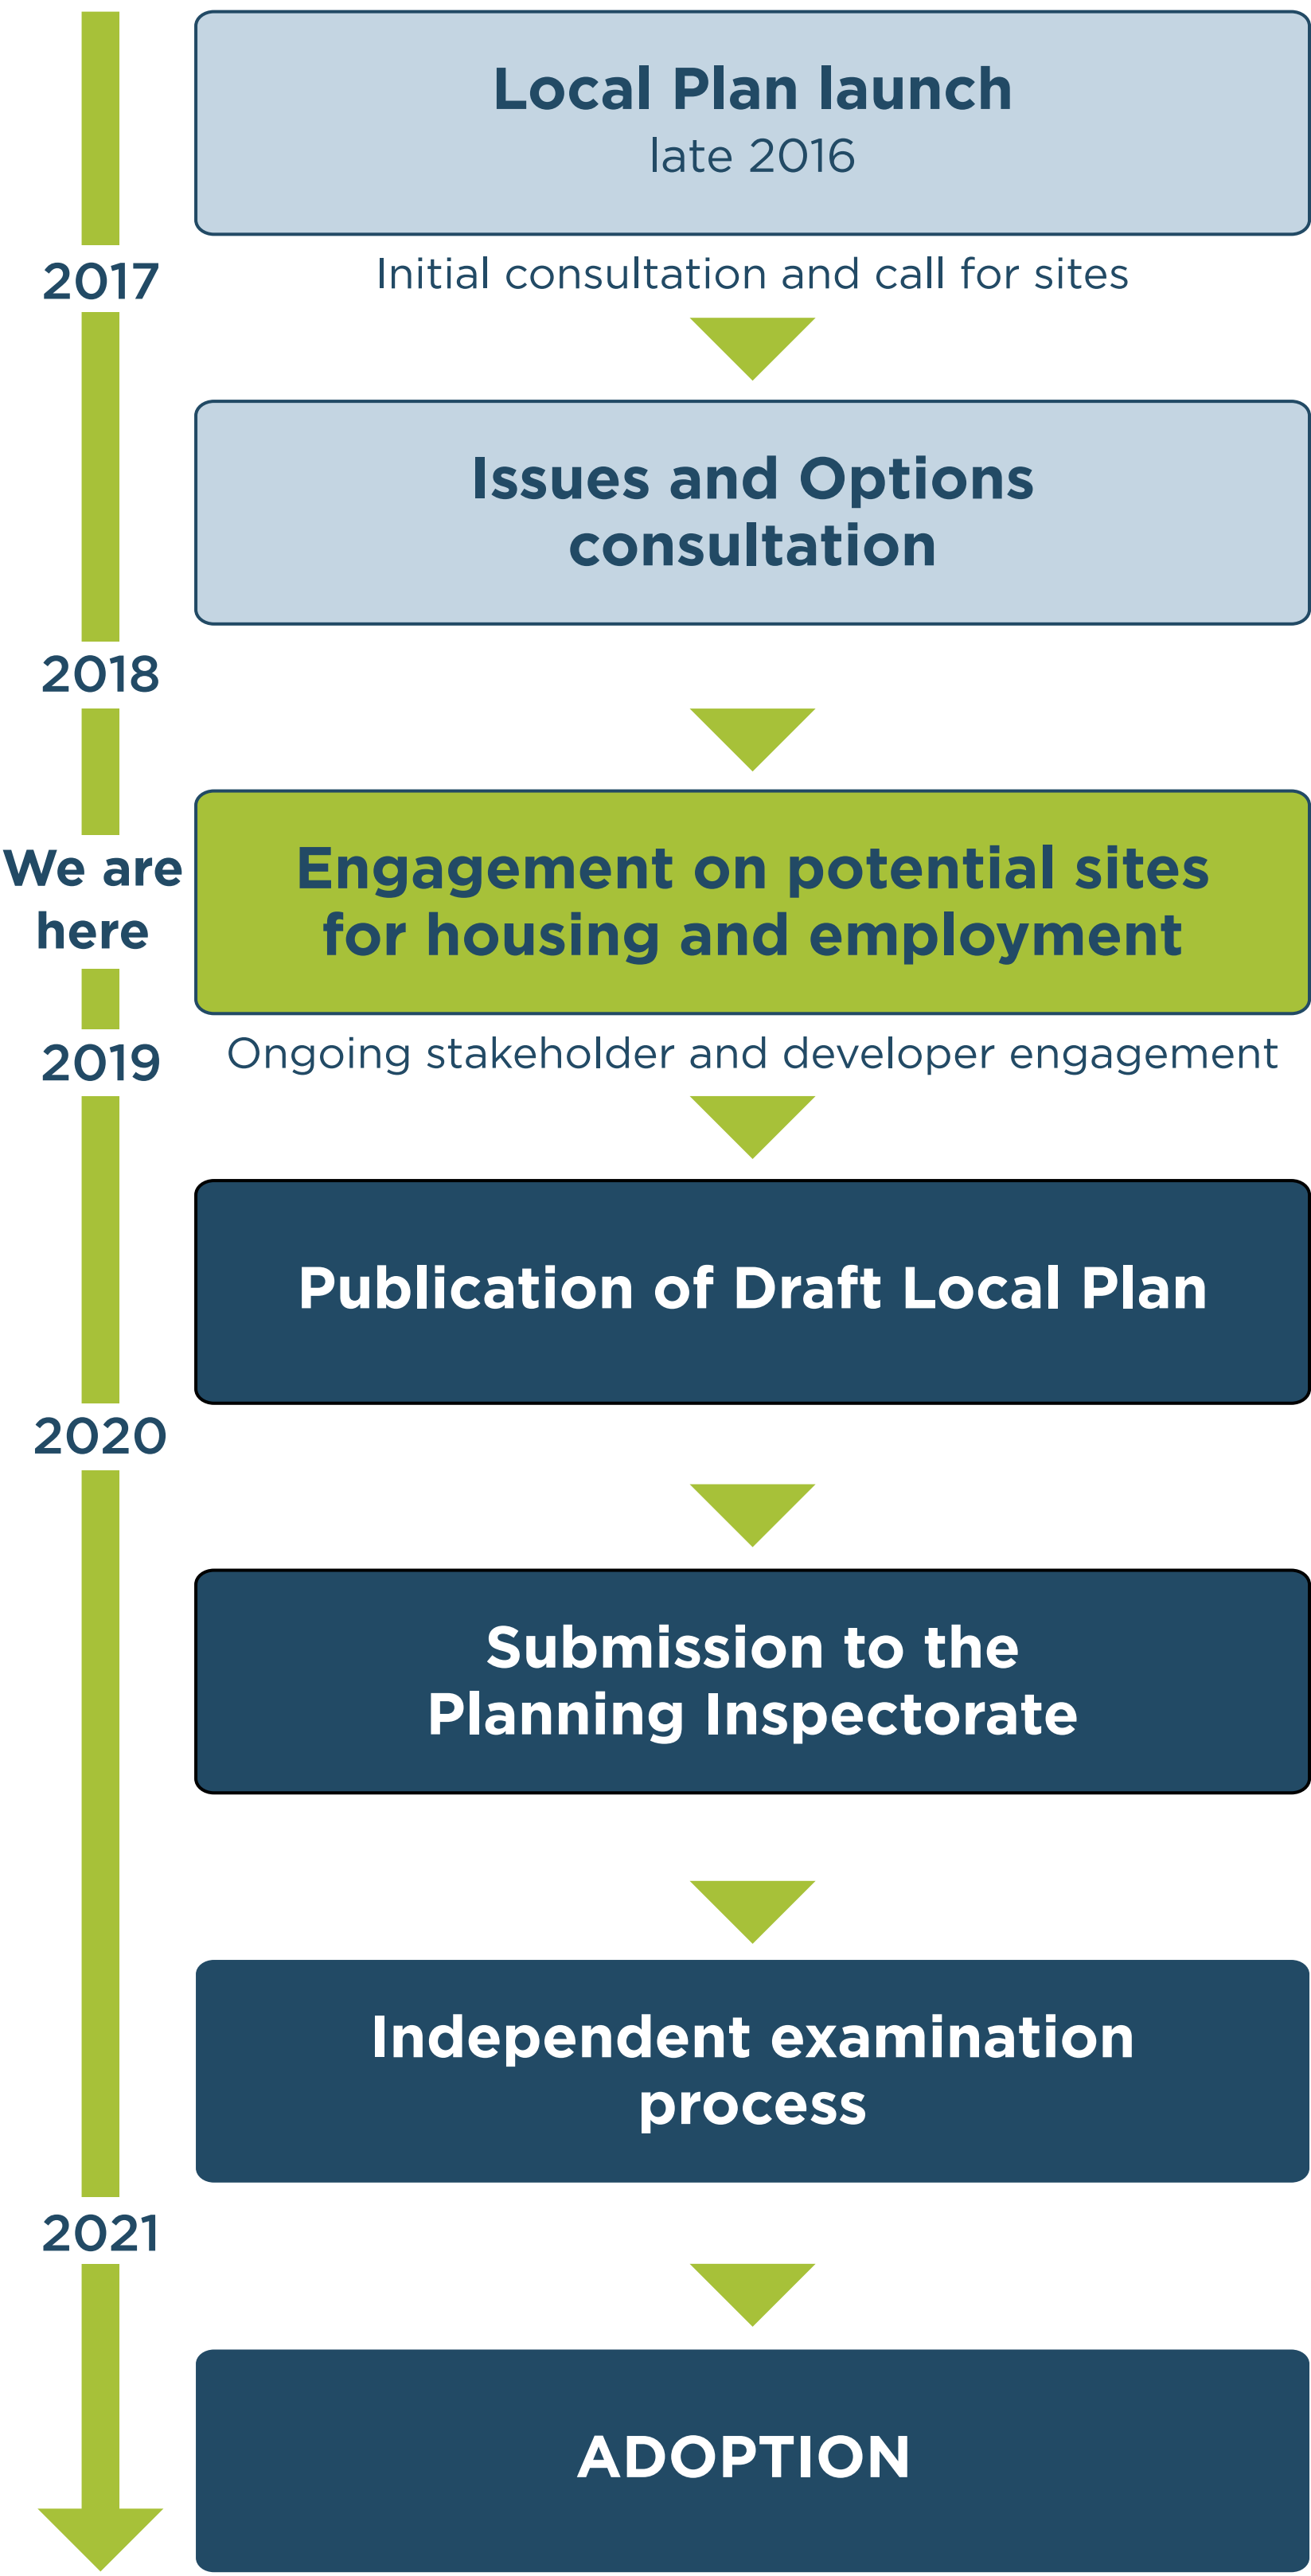 Local Plan launch
late 2016
2017
Initial consultation and call for sites
Issues and Options
consultation
2018
We are
here
Engagement on potential sites
for housing and employment
2019
Ongoing stakeholder and developer engagement
Publication of Draft Local Plan
2020
Submission to the
Planning Inspectorate
Independent examination
process
2021
ADOPTION